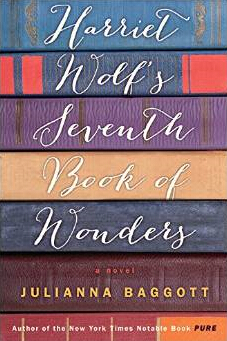 Harriet
Wolf's
Seventh
Book of
Wonders
a novel
JULIANNA BAGGOTT
Author of the New York Times Notable Book PURE